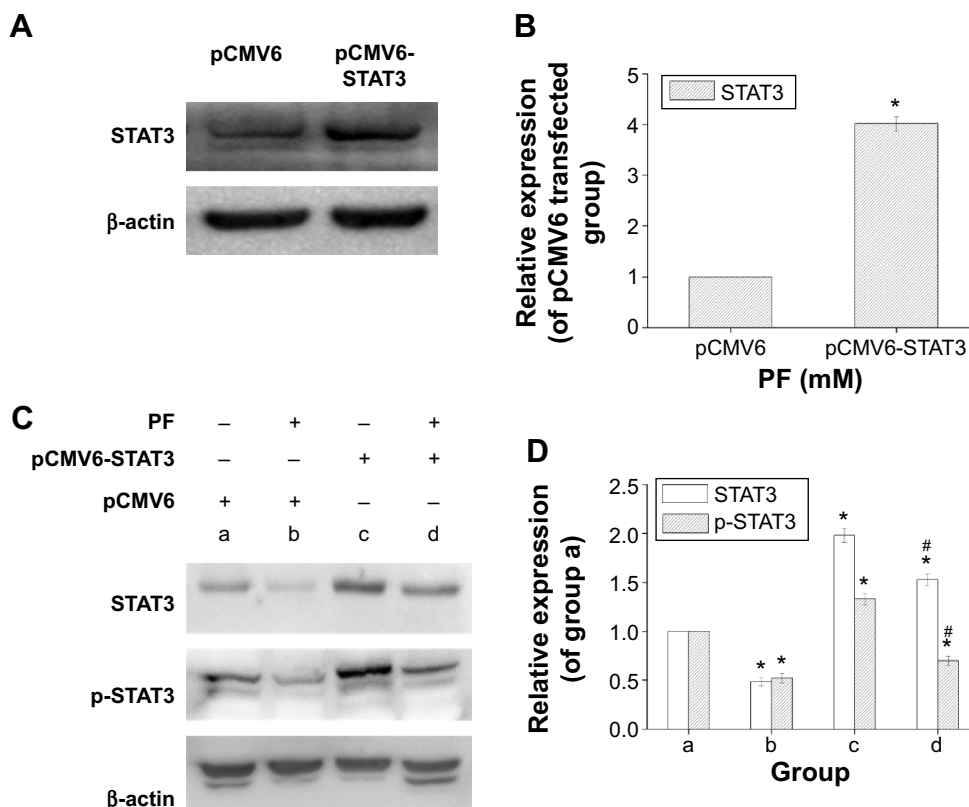 A
pCMV6
pCMV6-
STAT3
STAT3
β-actin
B
Relative expression
(of pCMV6 transfected
group)
5
4
3
2
1
0
STAT3
*
pCMV6
pCMV6-STAT3
PF (mM)
C
PF – + – +
pCMV6-STAT3 – – + +
pCMV6 + + – –
a b c d
STAT3
p-STAT3
β-actin
D
Relative expression
(of group a)
2.5
2.0
1.5
1.0
0.5
0.0
STAT3
p-STAT3
* * * * # * # *
a b c d
Group